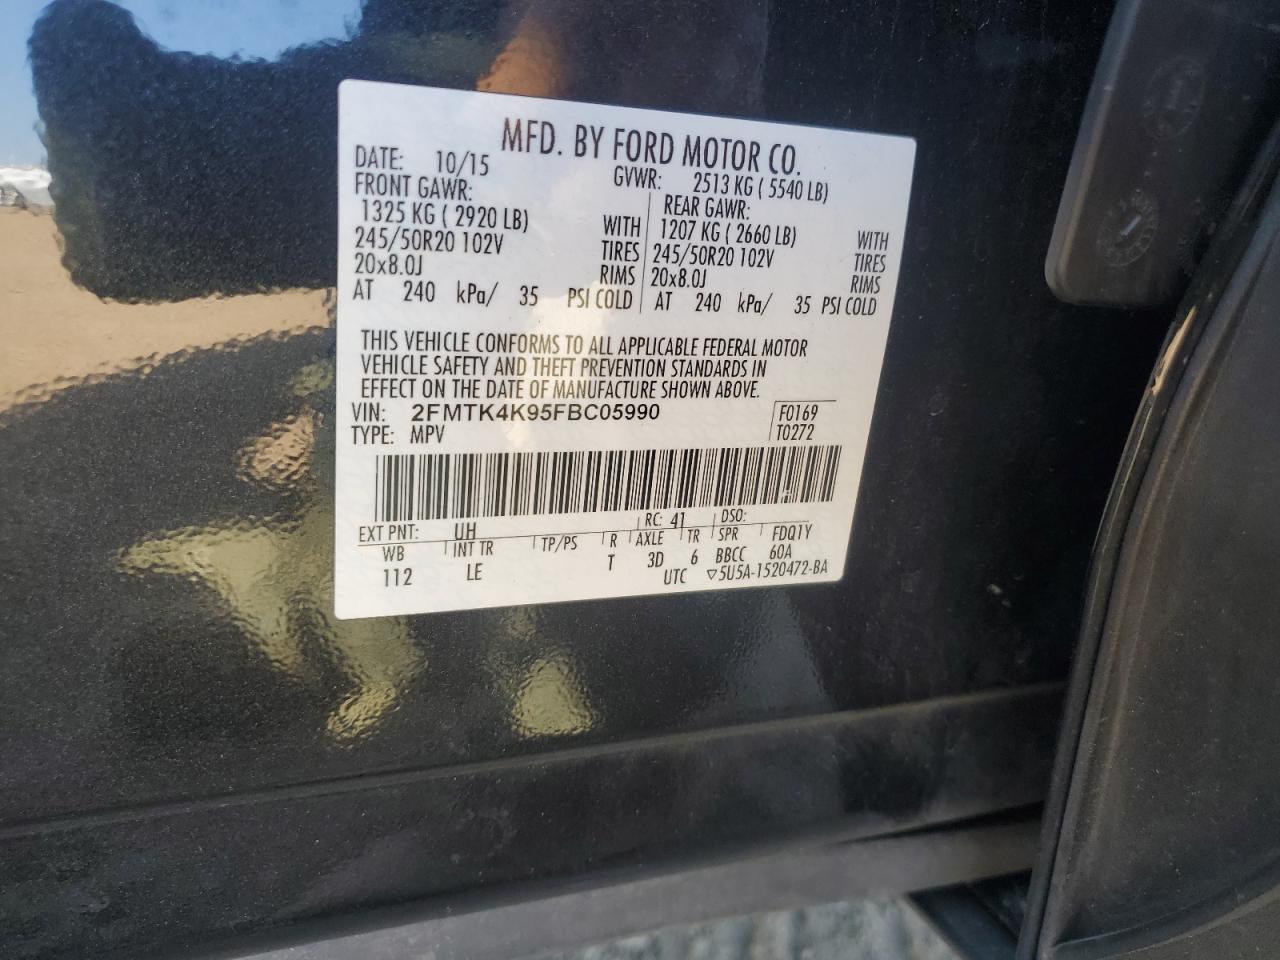 MFD. BY FORD MOTOR CO.
DATE: 10/15 GVWR: 2513 KG ( 5540 LB)
FRONT GAWR: REAR GAWR:
1325 KG ( 2920 LB) WITH 1207 KG ( 2660 LB) WITH
245/50R20 102V TIRES 245/50R20 102V TIRES
20x8.0J RIMS 20x8.0J RIMS
AT 240 kPa/ 35 PSI COLD AT 240 kPa/ 35 PSI COLD
THIS VEHICLE CONFORMS TO ALL APPLICABLE FEDERAL MOTOR
VEHICLE SAFETY AND THEFT PREVENTION STANDARDS IN
EFFECT ON THE DATE OF MANUFACTURE SHOWN ABOVE.
VIN: 2FMTK4K95FBC05990 F0169
TYPE: MPV T0272
EXT PNT: UH RC: 41 DSO:
WB INT TR TP/PS R AXLE TR SPR FDQ1Y
112 LE T 3D 6 BBCC 60A
UTC ▽5U5A-1520472-BA